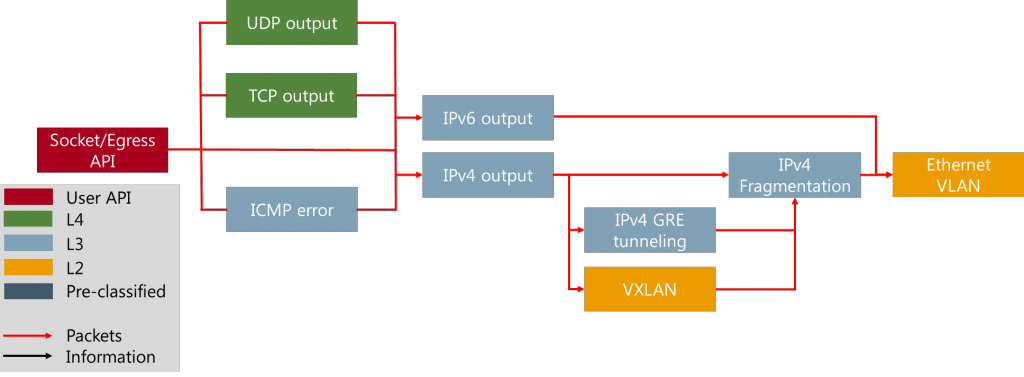 UDP output
TCP output
Socket/Egress
API
ICMP error
IPv6 output
IPv4 output
IPv4
Fragmentation
Ethernet
VLAN
IPv4 GRE
tunneling
VXLAN
User API
L4
L3
L2
Pre-classified
Packets
Information